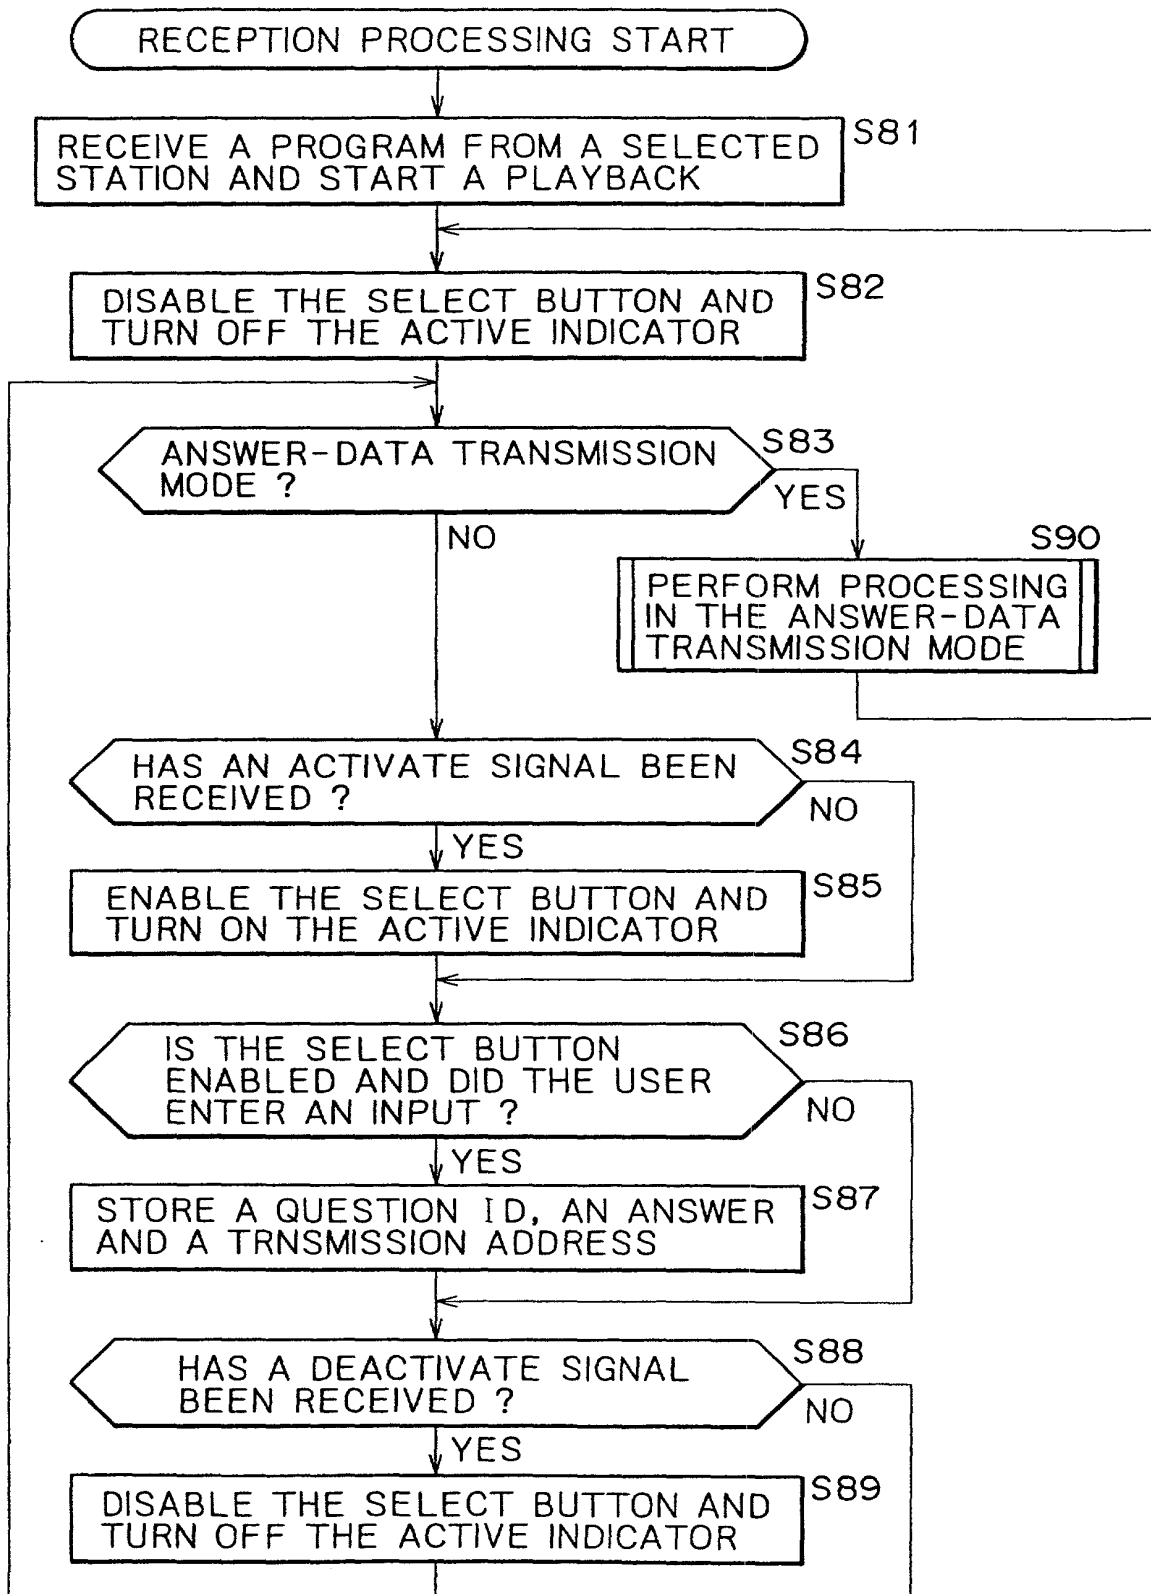 RECEPTION PROCESSING START
S81
RECEIVE A PROGRAM FROM A SELECTED
STATION AND START A PLAYBACK
S82
DISABLE THE SELECT BUTTON AND
TURN OFF THE ACTIVE INDICATOR
S83
ANSWER-DATA TRANSMISSION
MODE ?
YES
NO
S90
PERFORM PROCESSING
IN THE ANSWER-DATA
TRANSMISSION MODE
S84
HAS AN ACTIVATE SIGNAL BEEN
RECEIVED ?
NO
YES
S85
ENABLE THE SELECT BUTTON AND
TURN ON THE ACTIVE INDICATOR
S86
IS THE SELECT BUTTON
ENABLED AND DID THE USER
ENTER AN INPUT ?
NO
YES
S87
STORE A QUESTION ID, AN ANSWER
AND A TRNSMISSION ADDRESS
S88
HAS A DEACTIVATE SIGNAL
BEEN RECEIVED ?
NO
YES
S89
DISABLE THE SELECT BUTTON AND
TURN OFF THE ACTIVE INDICATOR